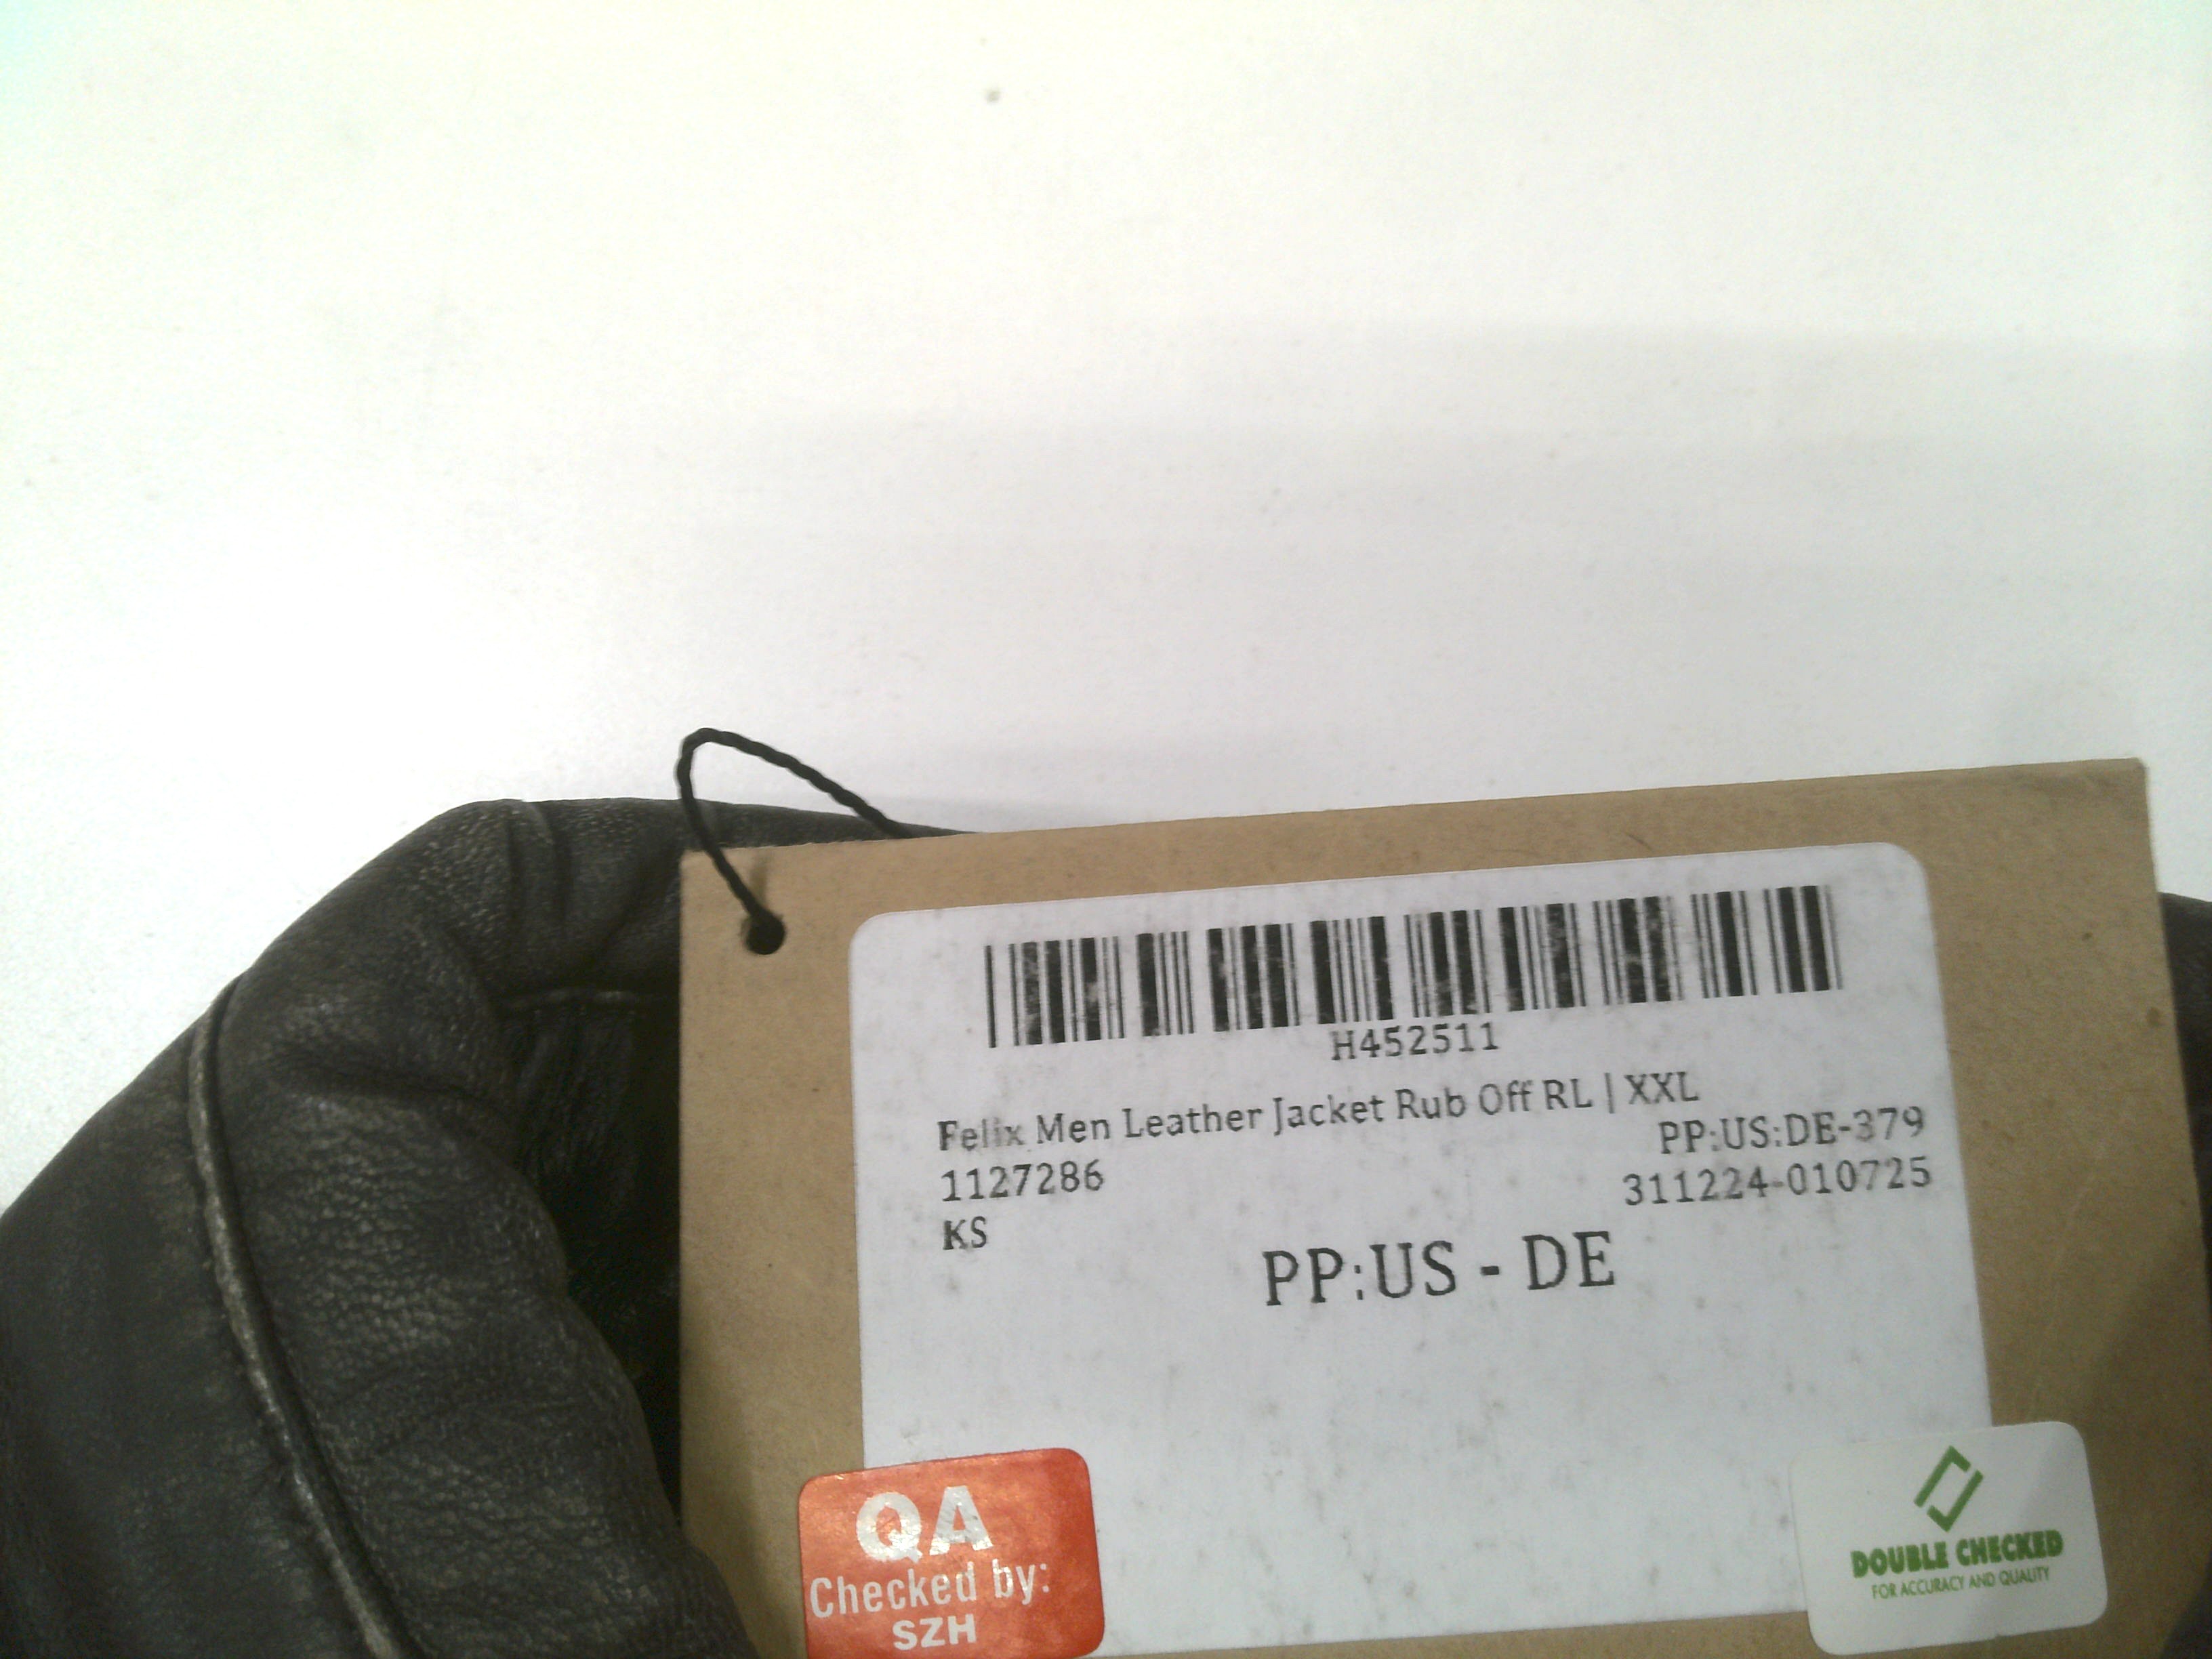 H452511
Felix Men Leather Jacket Rub Off RL | XXL
PP:US:DE-379
1127286
311224-010725
KS
PP:US - DE
QA
Checked by:
SZH
DOUBLE CHECKED
FOR ACCURACY AND QUALITY